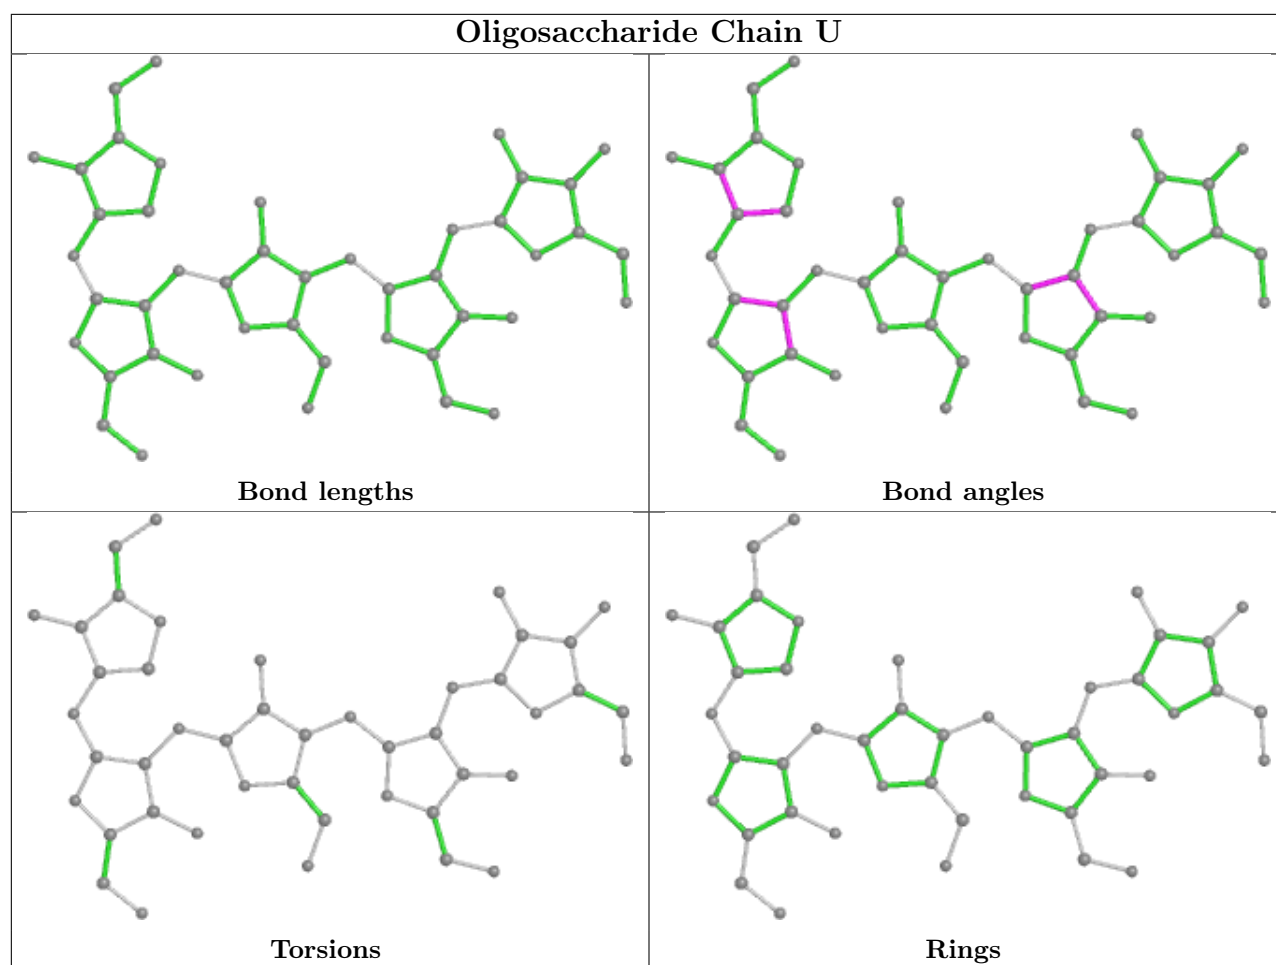 Oligosaccharide Chain U
Bond lengths
Bond angles
Torsions
Rings